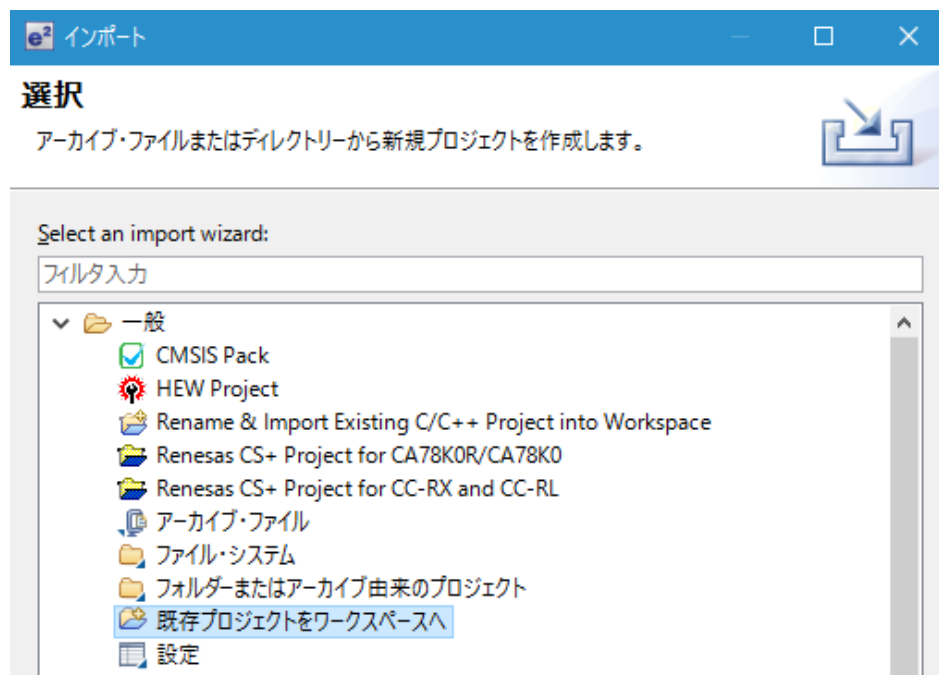 e² インポート
選択
アーカイブ・ファイルまたはディレクトリーから新規プロジェクトを作成します。
Select an import wizard:
フィルタ入力
一般
CMSIS Pack
HEW Project
Rename & Import Existing C/C++ Project into Workspace
Renesas CS+ Project for CA78K0R/CA78K0
Renesas CS+ Project for CC-RX and CC-RL
アーカイブ・ファイル
ファイル・システム
フォルダーまたはアーカイブ由来のプロジェクト
既存プロジェクトをワークスペースへ
設定